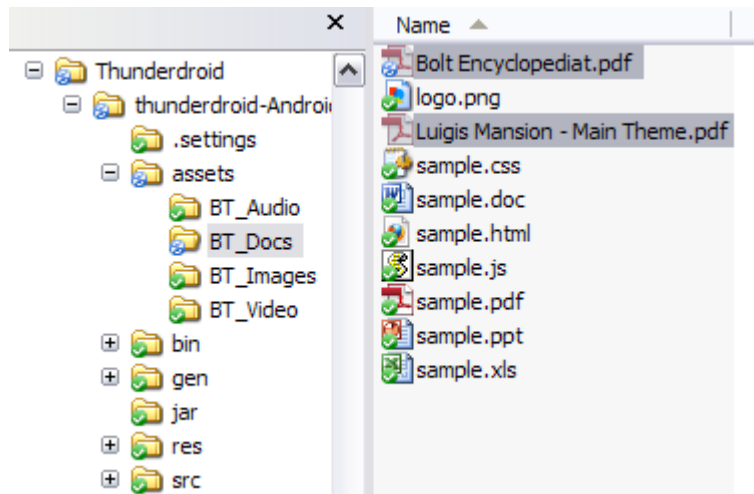 Thunderdroid
thunderdroid-Androi
.settings
assets
BT_Audio
BT_Docs
BT_Images
BT_Video
bin
gen
jar
res
src
Name
Bolt Encyclopediat.pdf
logo.png
Luigis Mansion - Main Theme.pdf
sample.css
sample.doc
sample.html
sample.js
sample.pdf
sample.ppt
sample.xls